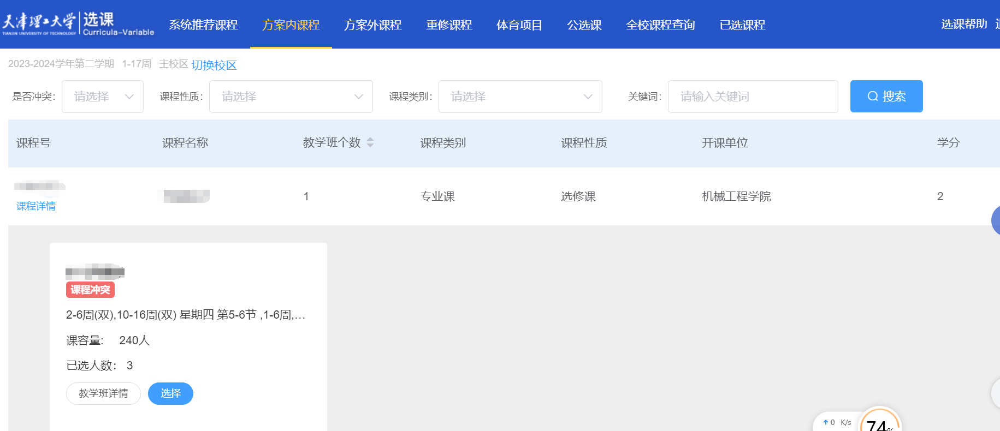 天津理工大学 选课
TIANJIN UNIVERSITY OF TECHNOLOGY Curricula-Variable
系统推荐课程 方案内课程 方案外课程 重修课程 体育项目 公选课 全校课程查询 已选课程 选课帮助
2023-2024学年第二学期 1-17周 主校区 切换校区
是否冲突: 请选择 课程性质: 请选择 课程类别: 请选择 关键词: 请输入关键词 搜索
课程号 课程名称 教学班个数 课程类别 课程性质 开课单位 学分
1 专业课 选修课 机械工程学院 2
课程详情
课程冲突
2-6周(双),10-16周(双) 星期四 第5-6节 ,1-6周,...
课容量: 240人
已选人数: 3
教学班详情 选择
↑ 0 K/s 74%